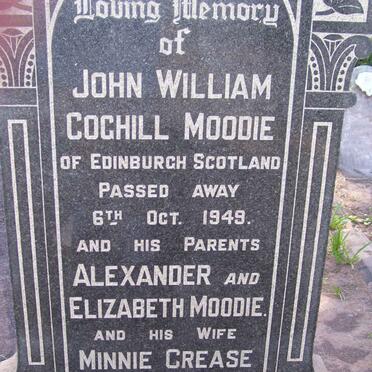 Loving Memory
of
JOHN WILLIAM
COGHILL MOODIE
OF EDINBURGH SCOTLAND
PASSED AWAY
6TH OCT. 1949.
AND HIS PARENTS
ALEXANDER AND
ELIZABETH MOODIE.
AND HIS WIFE
MINNIE CREASE